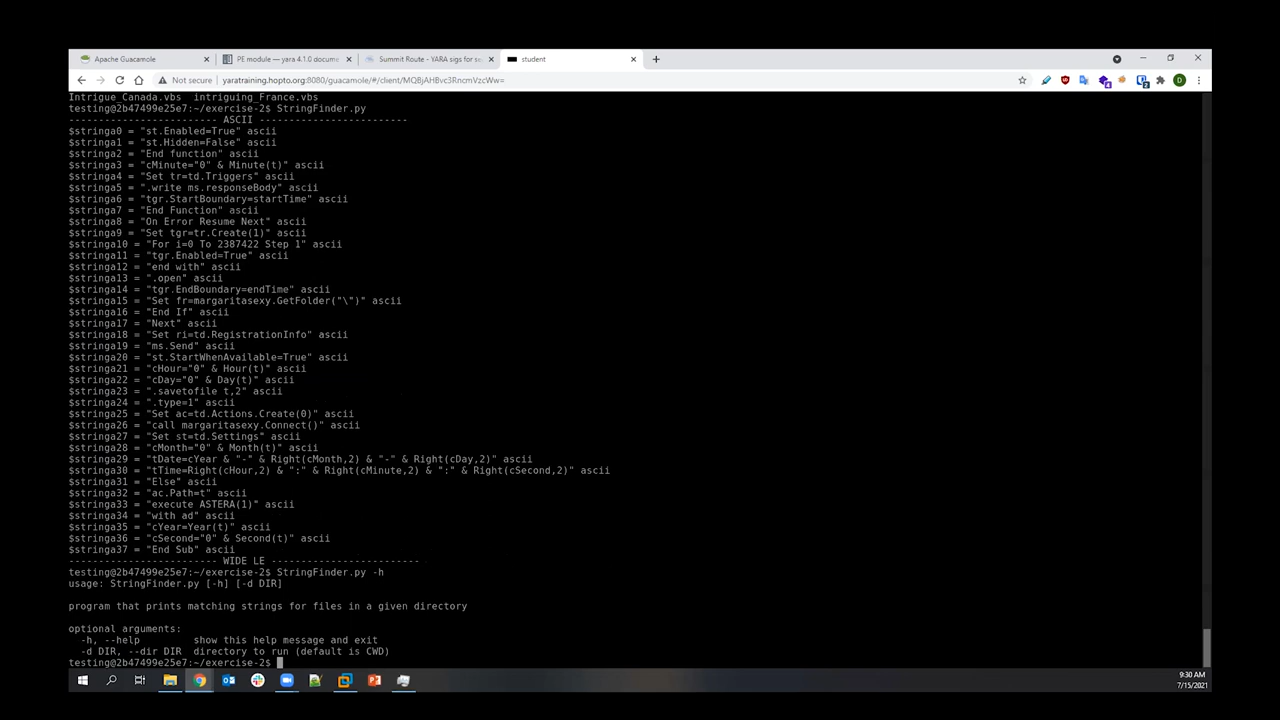 Apache Guacamole
PE module — yara 4.1.0 docume
Summit Route - YARA sigs for se
student
Not secure
yaratraining.hopto.org:8080/guacamole/#/client/MQBjAHBvc3RncmVzcWw=
Intrigue_Canada.vbs  intriguing_France.vbs
testing@2b47499e25e7:~/exercise-2$ StringFinder.py
------------------------ ASCII ------------------------
$stringa0 = "st.Enabled=True" ascii
$stringa1 = "st.Hidden=False" ascii
$stringa2 = "End function" ascii
$stringa3 = "cMinute="0" & Minute(t)" ascii
$stringa4 = "Set tr=td.Triggers" ascii
$stringa5 = ".write ms.responseBody" ascii
$stringa6 = "tgr.StartBoundary=startTime" ascii
$stringa7 = "End Function" ascii
$stringa8 = "On Error Resume Next" ascii
$stringa9 = "Set tgr=tr.Create(1)" ascii
$stringa10 = "For i=0 To 2387422 Step 1" ascii
$stringa11 = "tgr.Enabled=True" ascii
$stringa12 = "end with" ascii
$stringa13 = ".open" ascii
$stringa14 = "tgr.EndBoundary=endTime" ascii
$stringa15 = "Set fr=margaritasexy.GetFolder("\")" ascii
$stringa16 = "End If" ascii
$stringa17 = "Next" ascii
$stringa18 = "Set ri=td.RegistrationInfo" ascii
$stringa19 = "ms.Send" ascii
$stringa20 = "st.StartWhenAvailable=True" ascii
$stringa21 = "cHour="0" & Hour(t)" ascii
$stringa22 = "cDay="0" & Day(t)" ascii
$stringa23 = ".savetofile t,2" ascii
$stringa24 = ".type=1" ascii
$stringa25 = "Set ac=td.Actions.Create(0)" ascii
$stringa26 = "call margaritasexy.Connect()" ascii
$stringa27 = "Set st=td.Settings" ascii
$stringa28 = "cMonth="0" & Month(t)" ascii
$stringa29 = "tDate=cYear & "-" & Right(cMonth,2) & "-" & Right(cDay,2)" ascii
$stringa30 = "tTime=Right(cHour,2) & ":" & Right(cMinute,2) & ":" & Right(cSecond,2)" ascii
$stringa31 = "Else" ascii
$stringa32 = "ac.Path=t" ascii
$stringa33 = "execute ASTERA(1)" ascii
$stringa34 = "with ad" ascii
$stringa35 = "cYear=Year(t)" ascii
$stringa36 = "cSecond="0" & Second(t)" ascii
$stringa37 = "End Sub" ascii
------------------------ WIDE LE ------------------------
testing@2b47499e25e7:~/exercise-2$ StringFinder.py -h
usage: StringFinder.py [-h] [-d DIR]
program that prints matching strings for files in a given directory
optional arguments:
-h, --help       show this help message and exit
-d DIR, --dir DIR  directory to run (default is CWD)
testing@2b47499e25e7:~/exercise-2$
9:30 AM
7/15/2021